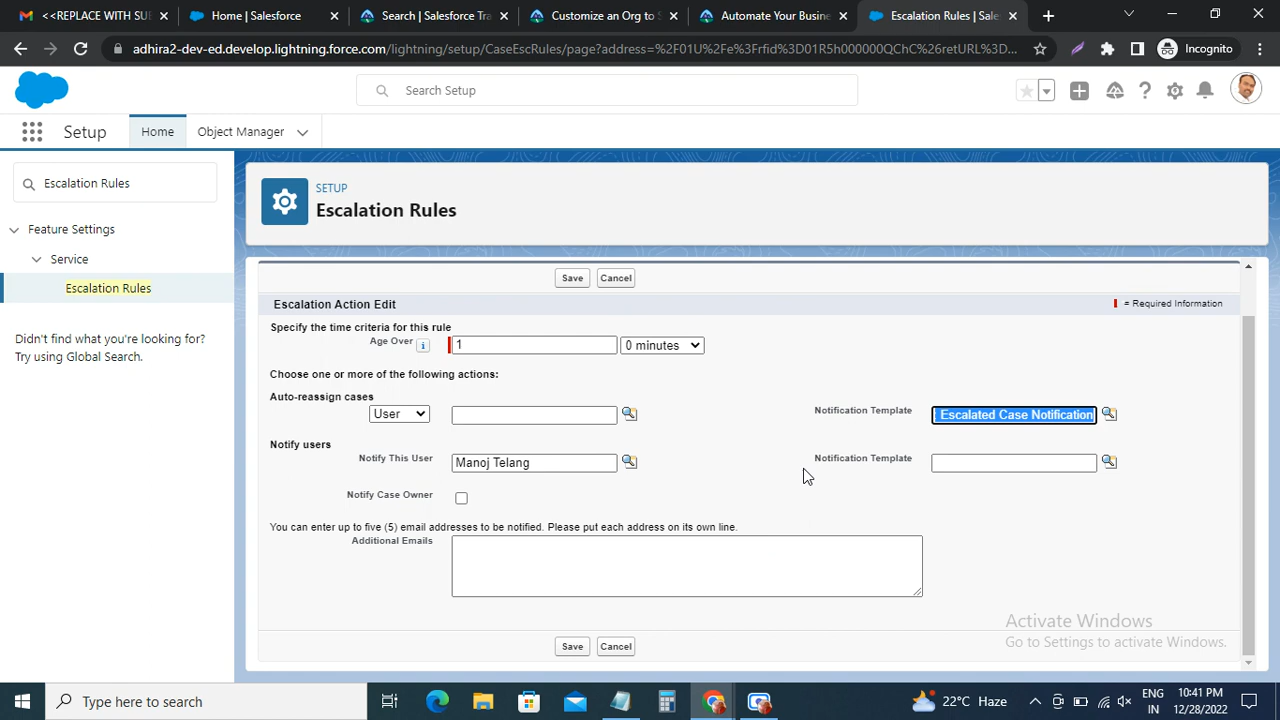 <<REPLACE WITH SUE
Home | Salesforce
Search | Salesforce Tra
Customize an Org to S
Automate Your Busine
Escalation Rules | Sale
adhira2-dev-ed.develop.lightning.force.com/lightning/setup/CaseEscRules/page?address=%2F01U%2Fe%3Frfid%3D01R5h000000QChC%26retURL%3D...
Incognito
Search Setup
Setup
Home
Object Manager
Escalation Rules
Feature Settings
Service
Escalation Rules
Didn't find what you're looking for?
Try using Global Search.
SETUP
Escalation Rules
Save
Cancel
Escalation Action Edit
= Required Information
Specify the time criteria for this rule
Age Over
1
0 minutes
Choose one or more of the following actions:
Auto-reassign cases
User
Notification Template
: Escalated Case Notification
Notify users
Notify This User
Manoj Telang
Notification Template
Notify Case Owner
You can enter up to five (5) email addresses to be notified. Please put each address on its own line.
Additional Emails
Save
Cancel
Activate Windows
Go to Settings to activate Windows.
Type here to search
22°C Haze
ENG
IN
10:41 PM
12/28/2022